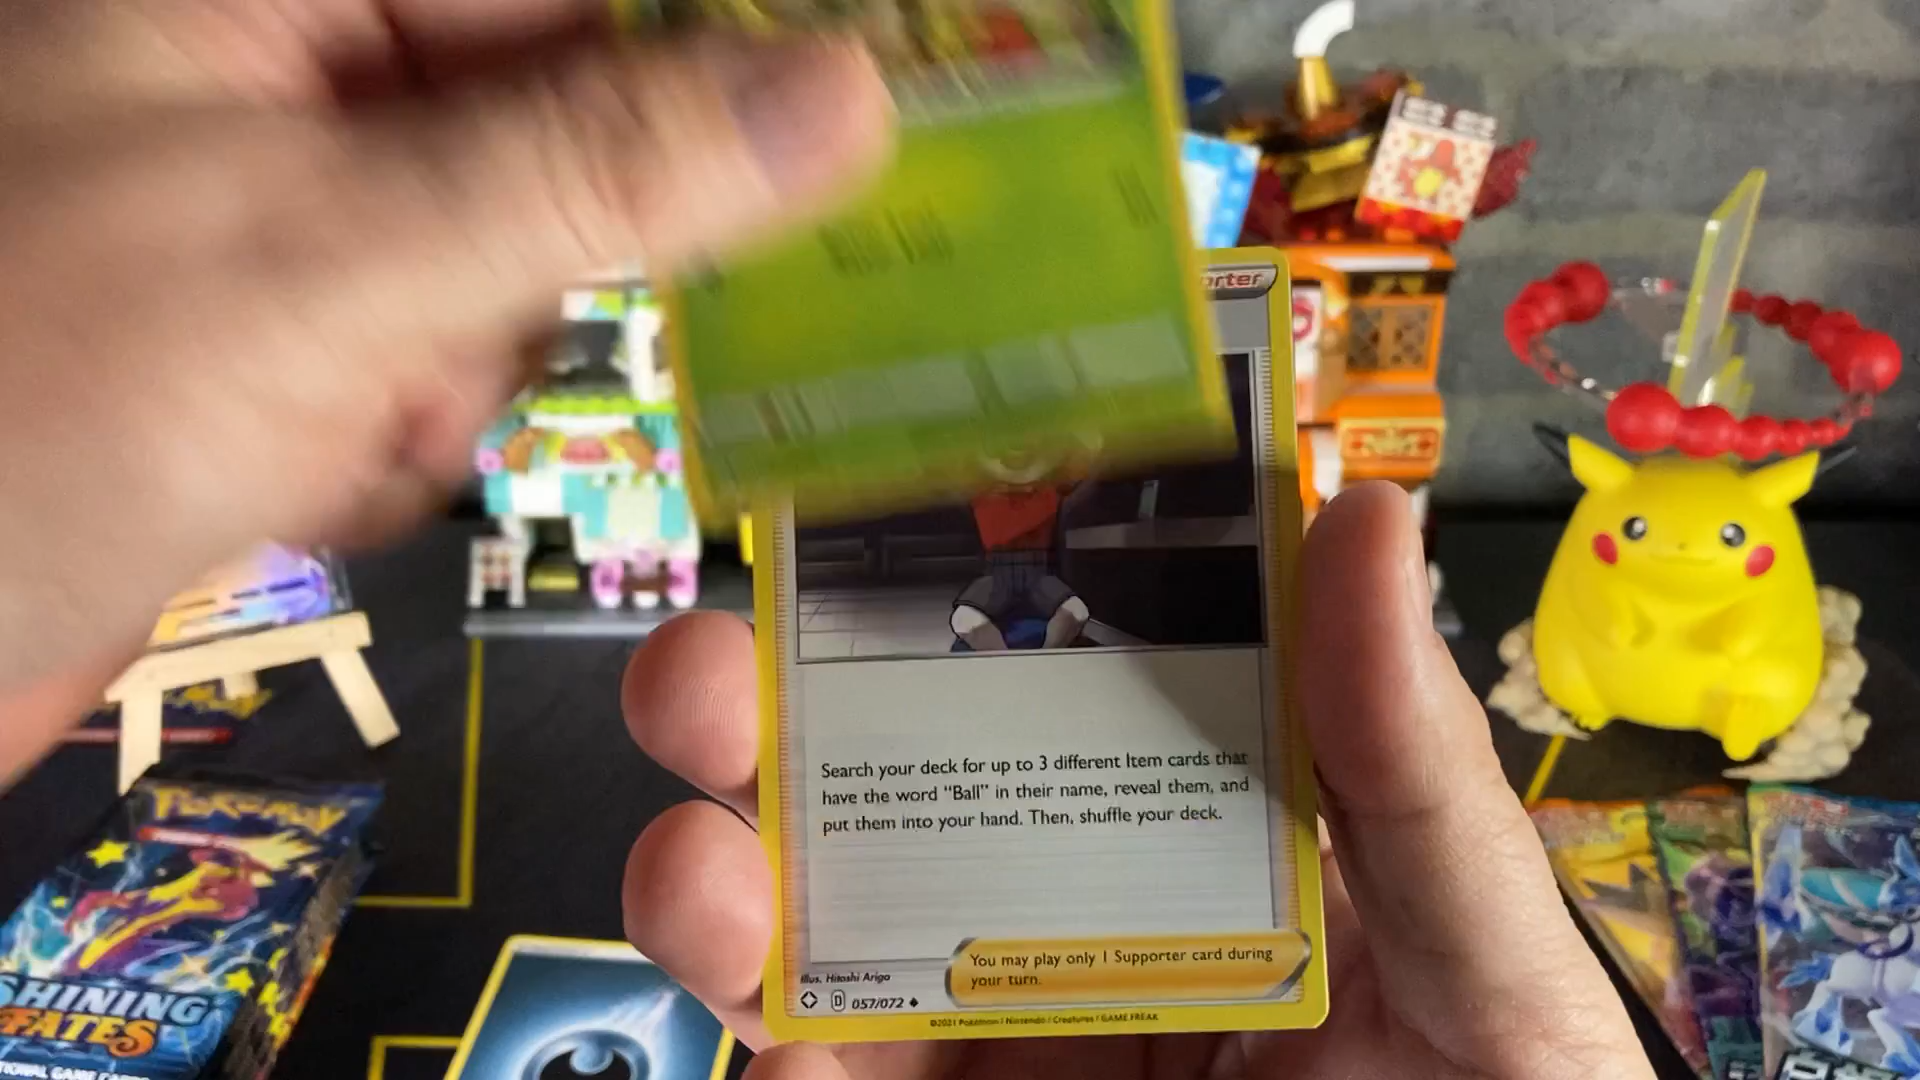 orter
Search your deck for up to 3 different Item cards that
have the word "Ball" in their name, reveal them, and
put them into your hand. Then, shuffle your deck.
You may play only 1 Supporter card during
your turn.
Illus. Hitoshi Ariga
D 057/072
©2021 Pokémon / Nintendo / Creatures / GAME FREAK
POKÉMON
SHINING
FATES